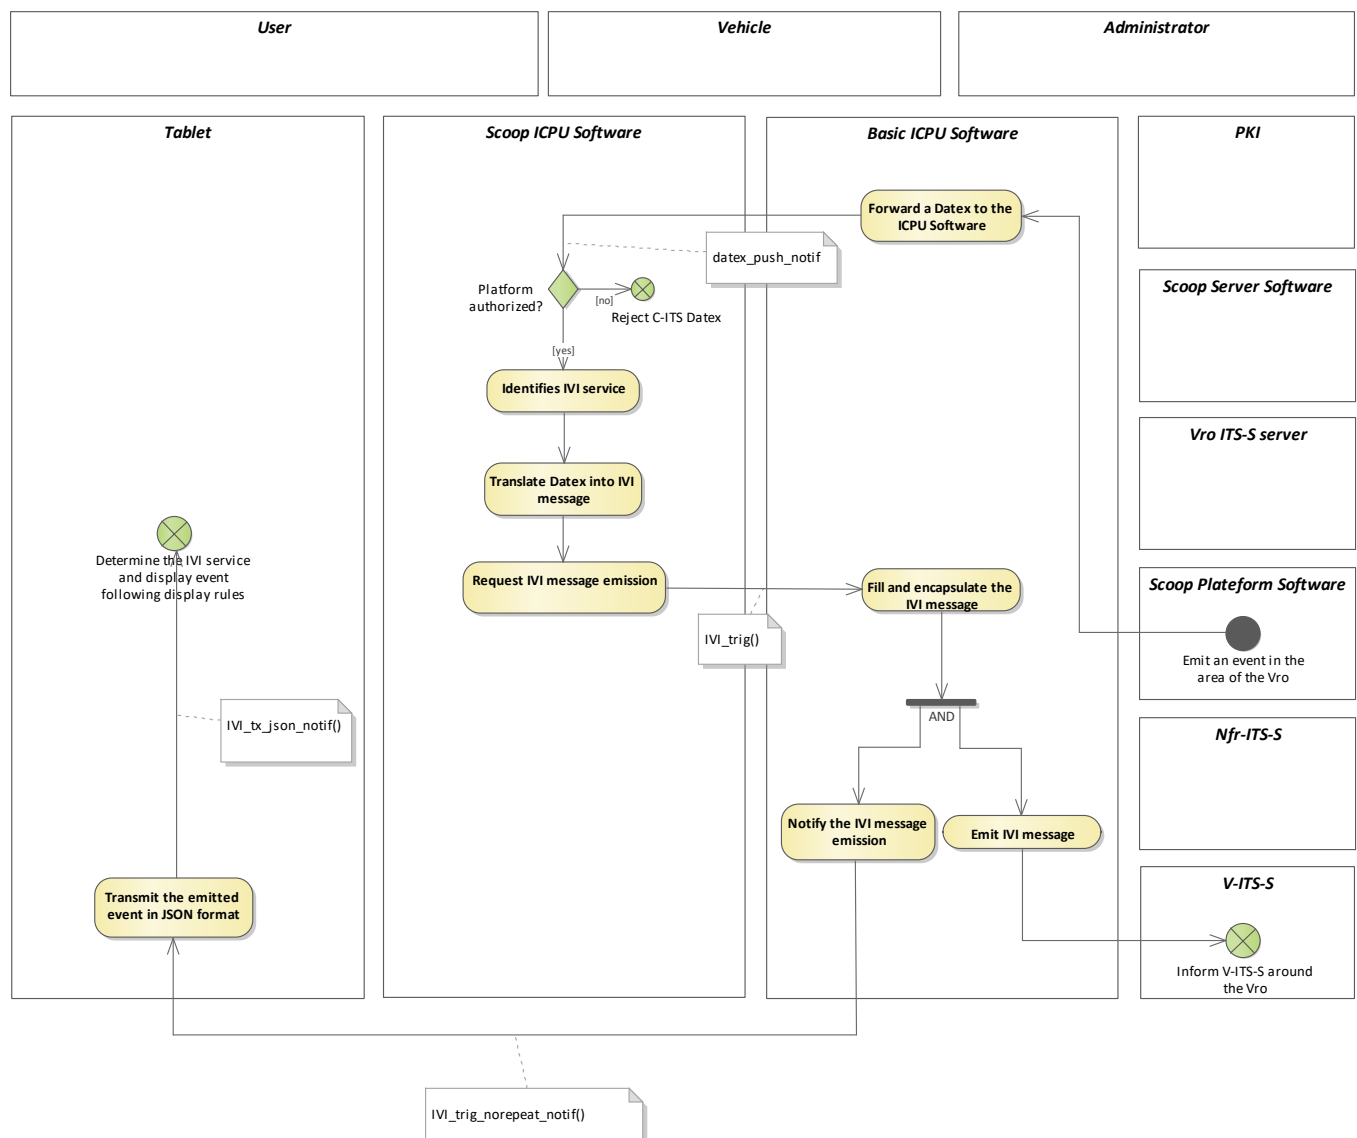 User
Vehicle
Administrator
Tablet
Scoop ICPU Software
Basic ICPU Software
PKI
Forward a Datex to the
ICPU Software
datex_push_notif
Platform
authorized?
[no]
Reject C-ITS Datex
Scoop Server Software
[yes]
Identifies IVI service
Vro ITS-S server
Translate Datex into IVI
message
Determine the IVI service
and display event
following display rules
Request IVI message emission
Fill and encapsulate the
IVI message
Scoop Plateform Software
IVI_trig()
Emit an event in the
area of the Vro
IVI_tx_json_notif()
AND
Nfr-ITS-S
Notify the IVI message
emission
Emit IVI message
Transmit the emitted
event in JSON format
V-ITS-S
Inform V-ITS-S around
the Vro
IVI_trig_norepeat_notif()